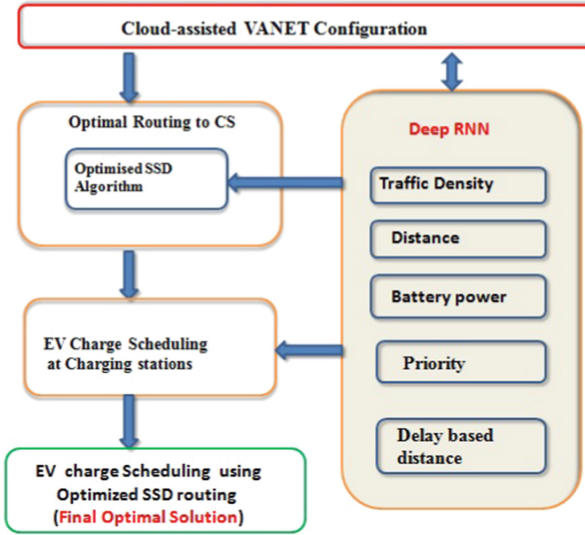 Cloud-assisted VANET Configuration
Optimal Routing to CS
Optimised SSD
Algorithm
Deep RNN
Traffic Density
Distance
Battery power
Priority
Delay based
distance
EV Charge Scheduling
at Charging stations
EV charge Scheduling using
Optimized SSD routing
(Final Optimal Solution)